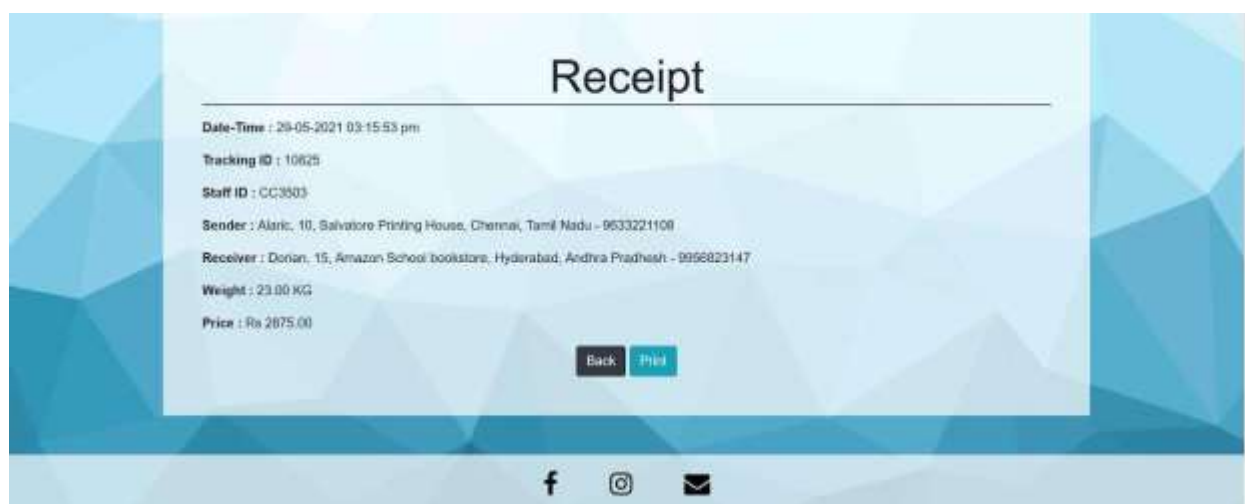 Receipt
Date-Time : 29-05-2021 03:15:53 pm
Tracking ID : 10825
Staff ID : CC3503
Sender : Alaric, 10, Salvatore Printing House, Chennai, Tamil Nadu - 9633221108
Receiver : Dorian, 15, Amazon School bookstore, Hyderabad, Andhra Pradhesh - 9956823147
Weight : 23.00 KG
Price : Rs 2875.00
Back Print